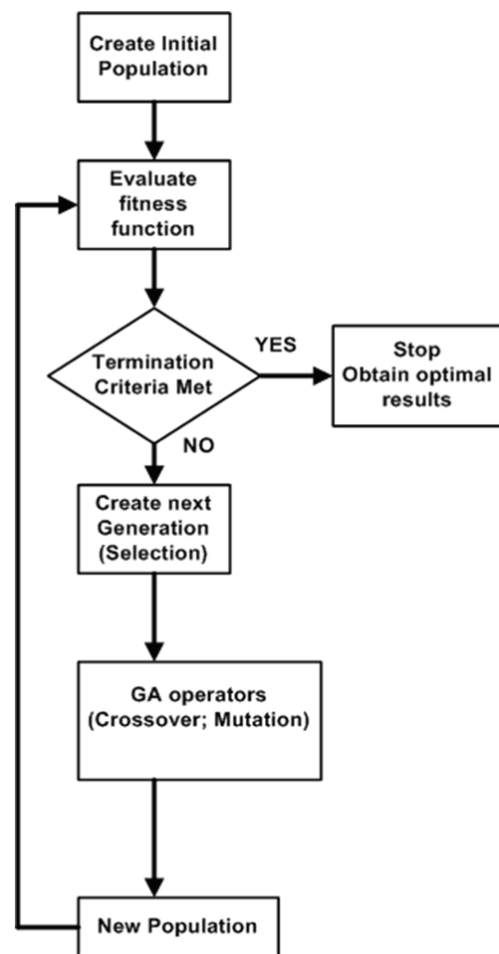 Create Initial
Population
Evaluate
fitness
function
Termination
Criteria Met
YES
Stop
Obtain optimal
results
NO
Create next
Generation
(Selection)
GA operators
(Crossover; Mutation)
New Population